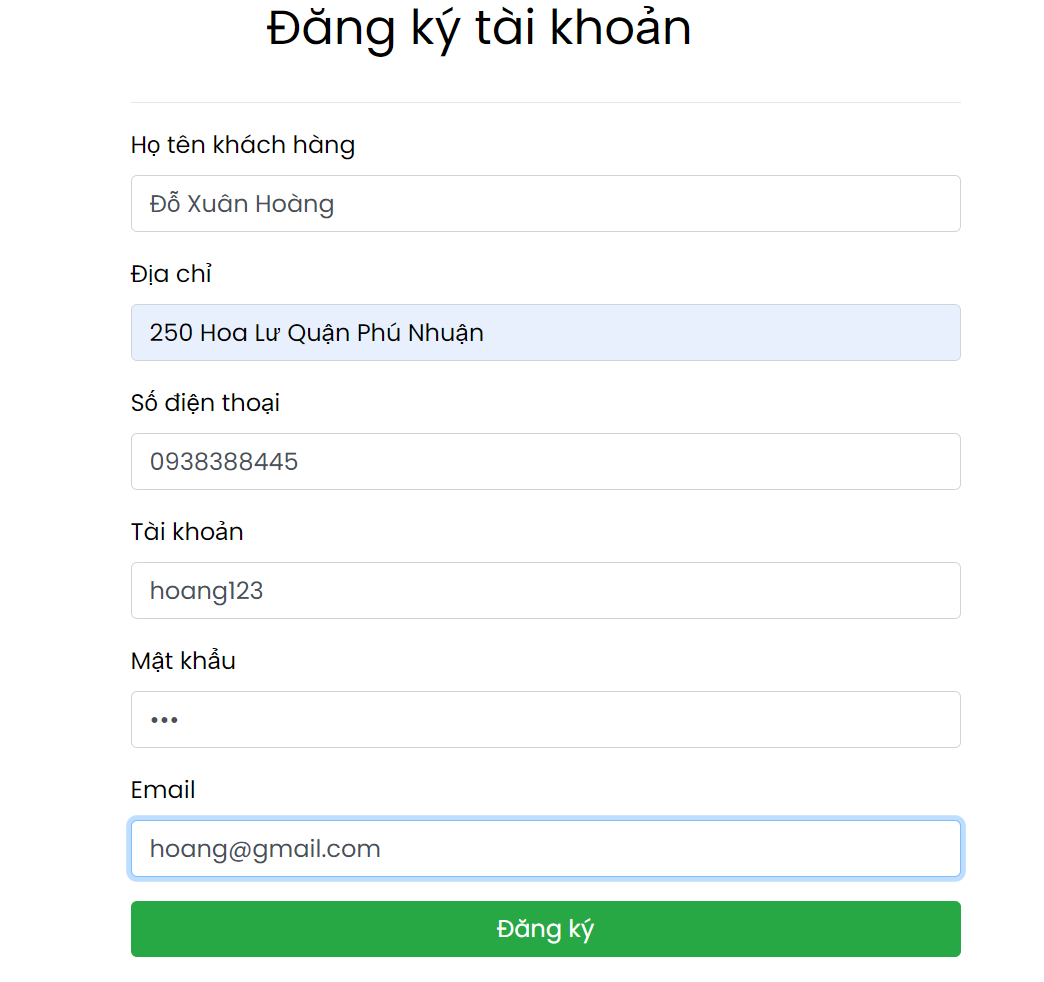 Đăng ký tài khoản
Họ tên khách hàng
Đỗ Xuân Hoàng
Địa chỉ
250 Hoa Lư Quận Phú Nhuận
Số điện thoại
0938388445
Tài khoản
hoang123
Mật khẩu
•••
Email
hoang@gmail.com
Đăng ký